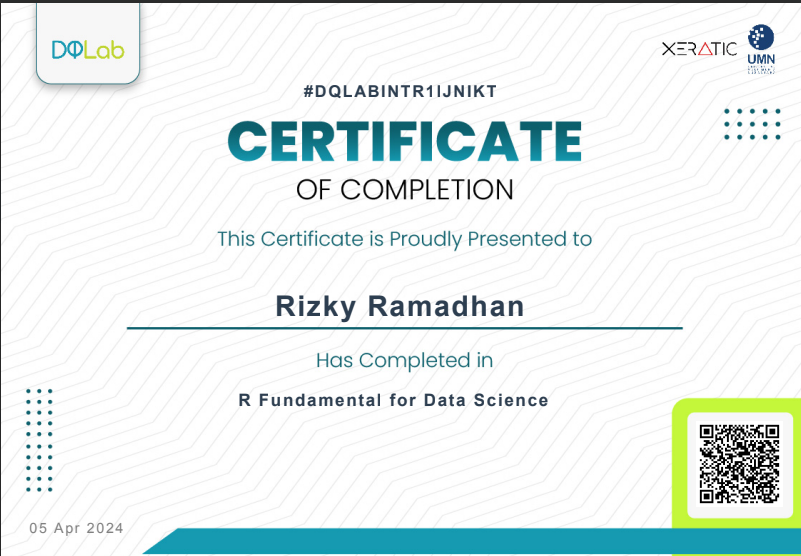 DQLab
XERATIC
UMN
#DQLABINTR1IJNIKT
CERTIFICATE
OF COMPLETION
This Certificate is Proudly Presented to
Rizky Ramadhan
Has Completed in
R Fundamental for Data Science
05 Apr 2024